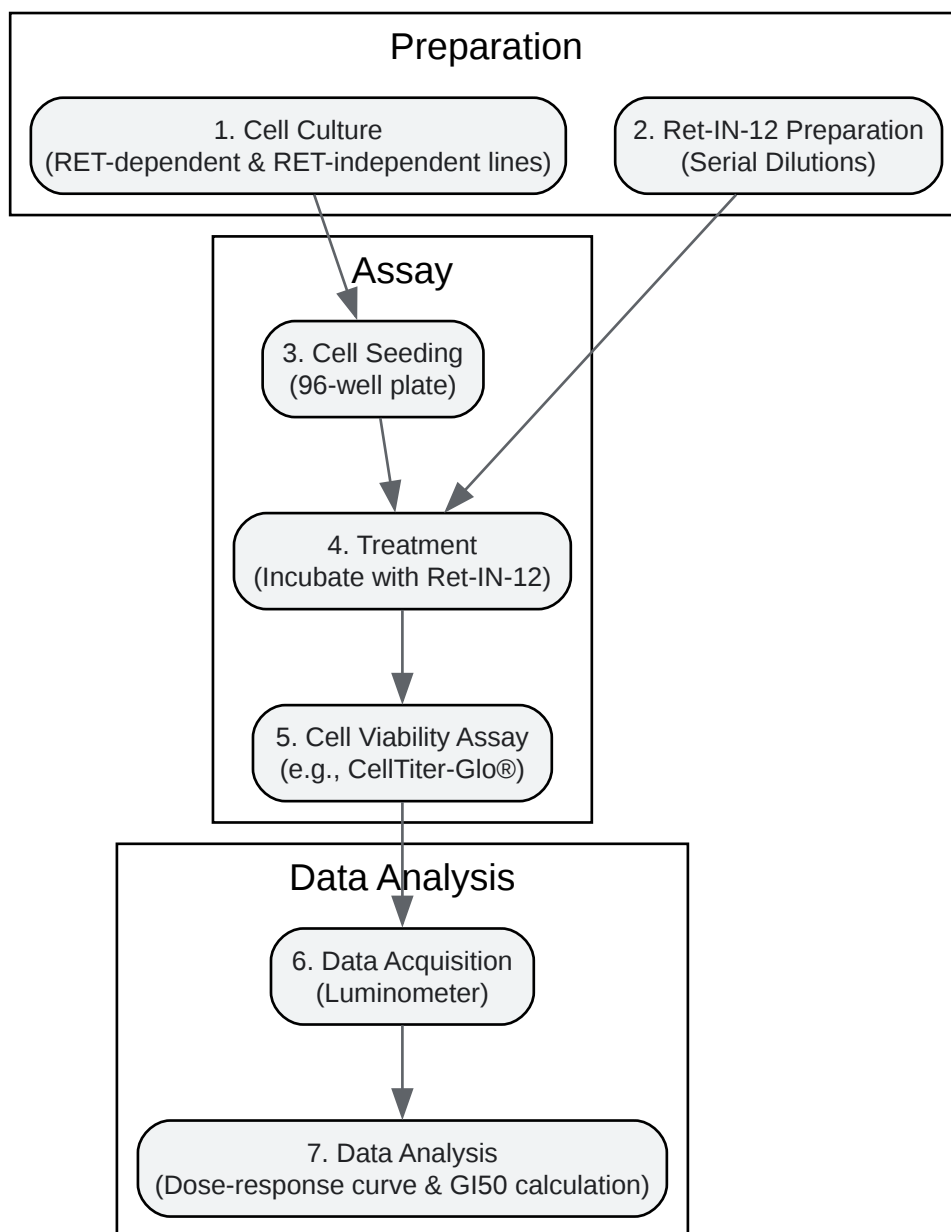 Preparation
1. Cell Culture
(RET-dependent & RET-independent lines)
2. Ret-IN-12 Preparation
(Serial Dilutions)
Assay
3. Cell Seeding
(96-well plate)
4. Treatment
(Incubate with Ret-IN-12)
5. Cell Viability Assay
(e.g., CellTiter-Glo®)
Data Analysis
6. Data Acquisition
(Luminometer)
7. Data Analysis
(Dose-response curve & GI50 calculation)